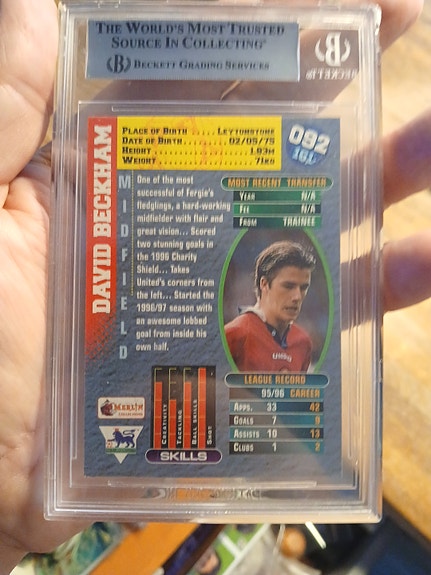 THE WORLD'S MOST TRUSTED
SOURCE IN COLLECTING
BECKETT GRADING SERVICES
DAVID BECKHAM
PLACE OF BIRTH .... LEYTONSTONE
DATE OF BIRTH ...... 02/05/75
HEIGHT ............ 1.83M
WEIGHT ............ 71KG
092
MIDFIELD
One of the most
successful of Fergie's
fledglings, a hard-working
midfielder with flair and
great vision... Scored
two stunning goals in
the 1996 Charity
Shield... Takes
United's corners from
the left... Started the
1996/97 season with
an awesome lobbed
goal from inside his
own half.
MOST RECENT TRANSFER
YEAR N/A
FEE N/A
FROM TRAINEE
LEAGUE RECORD
95/96 CAREER
APPS. 33 42
GOALS 7 9
ASSISTS 10 13
CLUBS 1 2
MERLIN
CREATIVITY
TACKLING
BALL SKILLS
SHOT
SKILLS